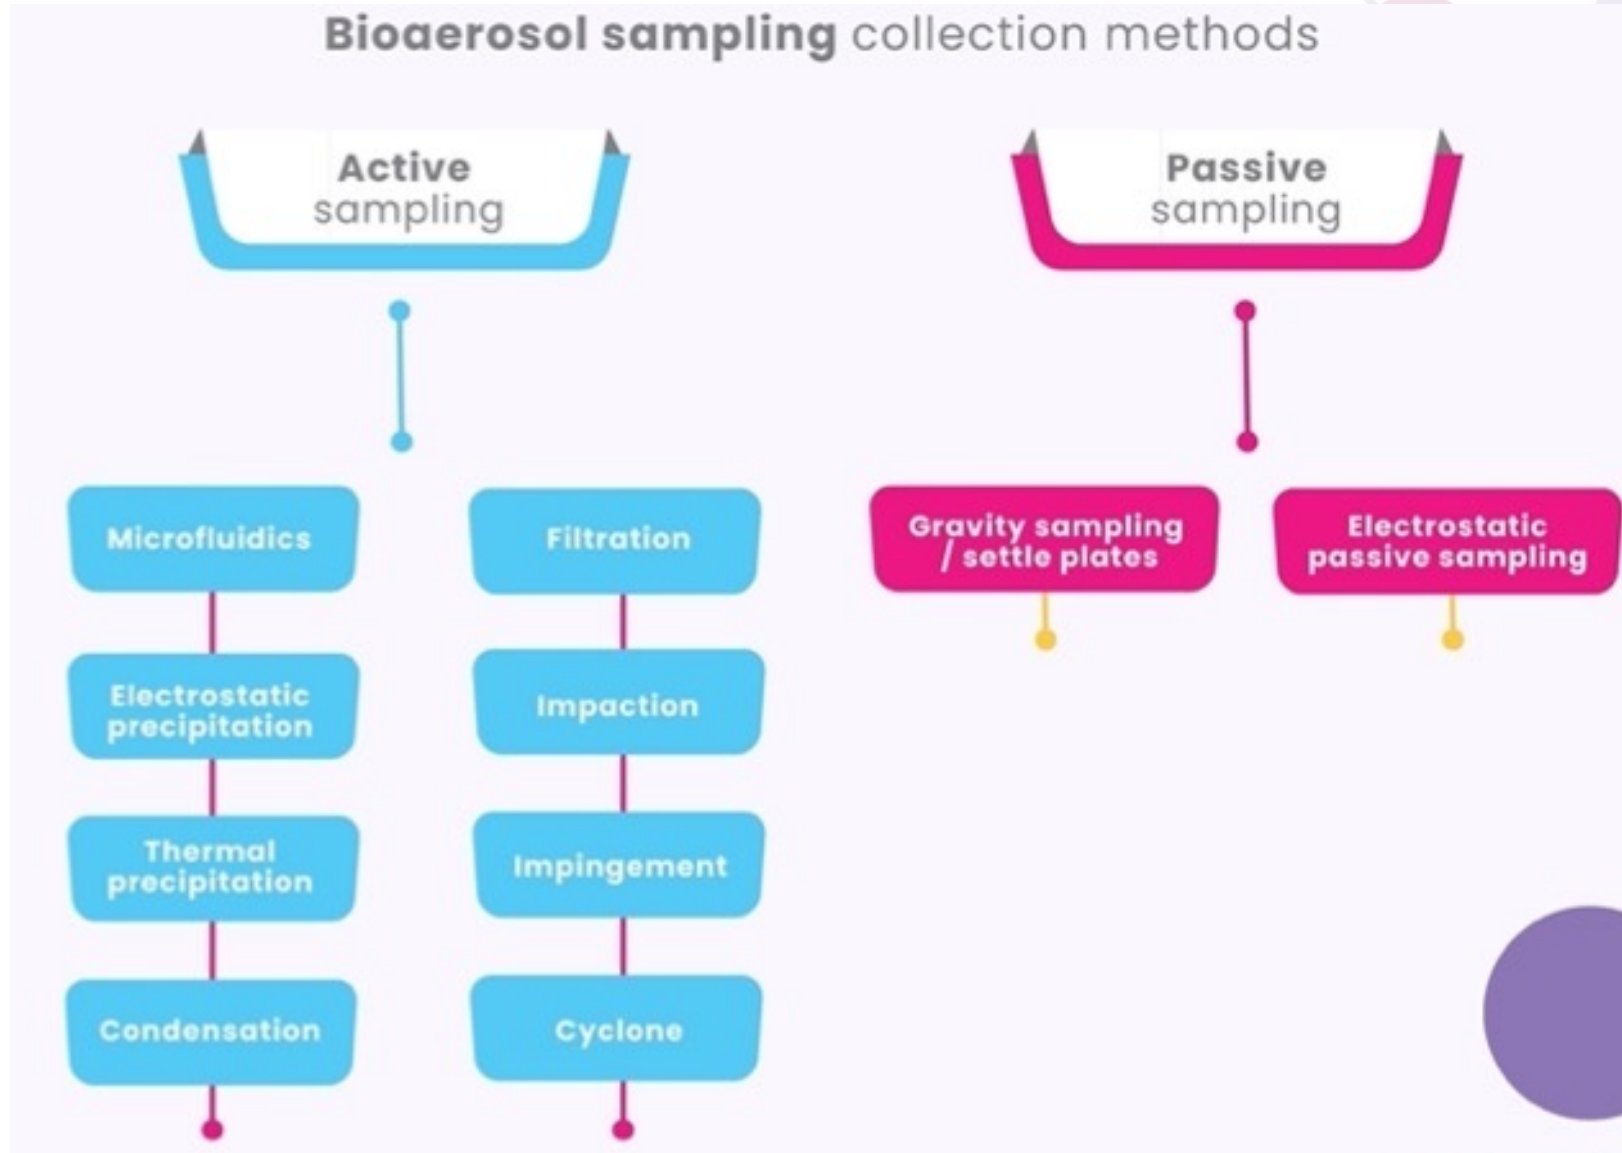 Bioaerosol sampling collection methods
Active
sampling
Passive
sampling
Microfluidics
Filtration
Gravity sampling
/ settle plates
Electrostatic
passive sampling
Electrostatic
precipitation
Impaction
Thermal
precipitation
Impingement
Condensation
Cyclone